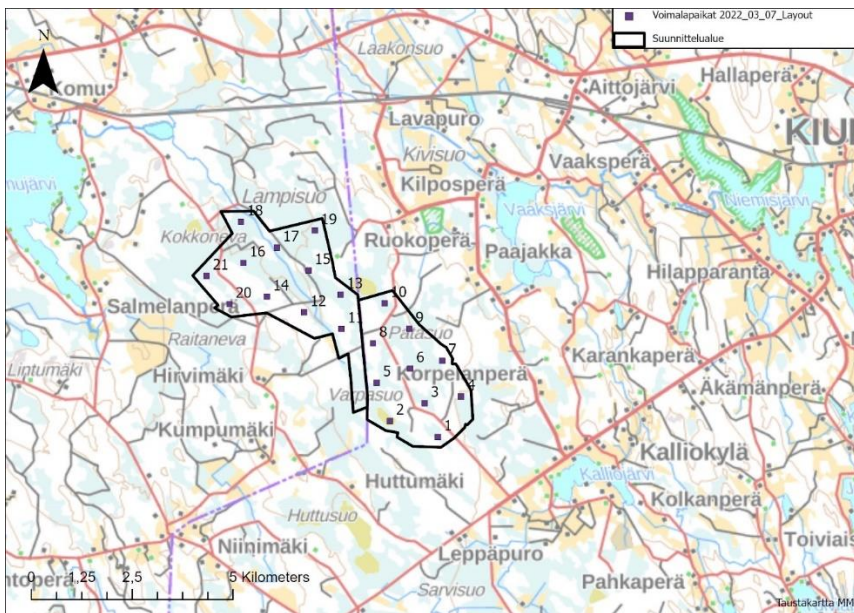 Voimalapaikat 2022_03_07_Layout
Suunnittelualue
N
Laakonsuo
Komu
Aittojärvi
Hallaperä
Lavapuro
Kivisuo
Vaaksperä
KIU
Kilposperä
Niemisjärvi
Lampisuo
18
19
Vaaksjärvi
Kokkoneva
17
Ruokoperä
Paajakka
16
15
21
Hilapparanta
14
13
10
Salmelanperä
20
12
11
9
Raitaneva
Patasuo
8
Lintumäki
7
Karankaperä
Hirvimäki
6
Korpelanperä
5
4
Äkämänperä
Varpasuo
3
2
Kumpumäki
1
Kalliokylä
Huttumäki
Kalliojärvi
Kolkanperä
Huttusuo
Toiviais
Niinimäki
Leppäpuro
ntoperä
Pahkaperä
Sarvisuo
0 1,25 2,5 5 Kilometers
Taustakartta MM